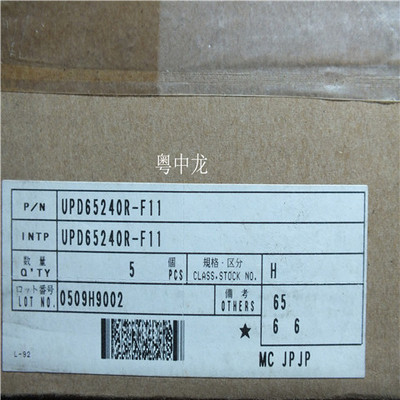 粤中龙
P/N UPD65240R-F11
INTP UPD65240R-F11
数量 Q'TY 5 個 PCS 規格・区分 CLASS.STOCK NO. H
ロット番号 LOT NO. 0509H9002 備考 OTHERS 65
6 6
★
L-92 MC JPJP